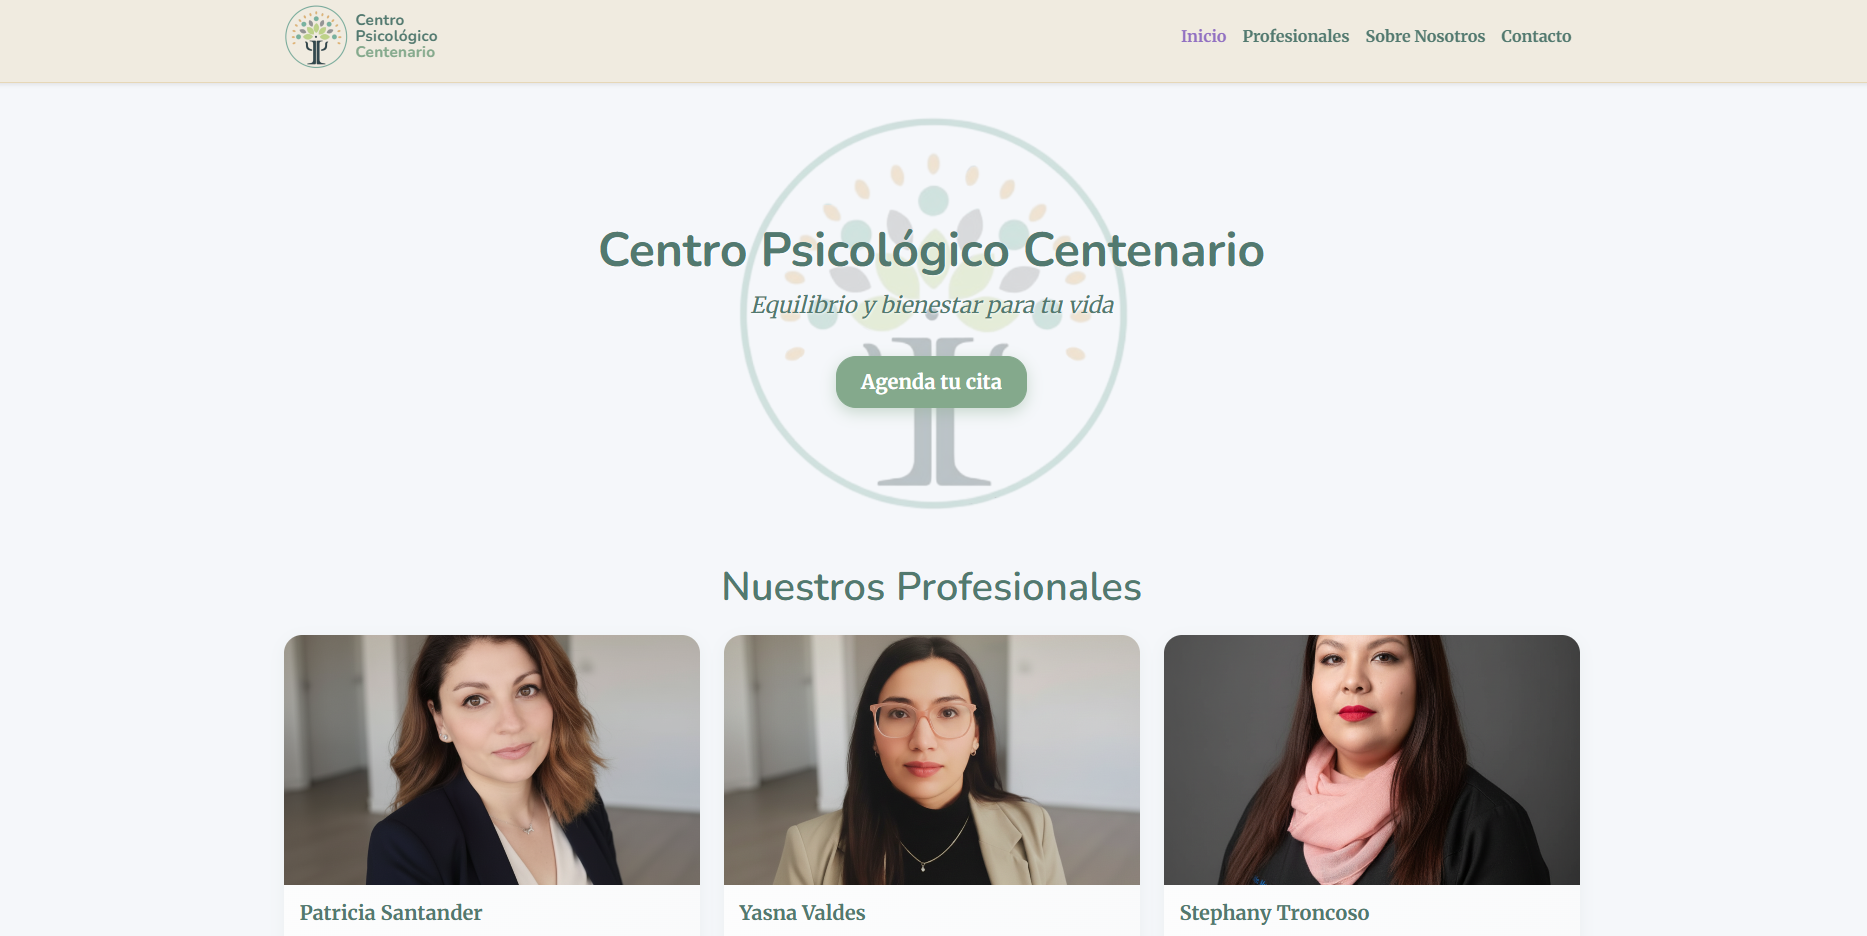 Centro
Psicológico
Centenario
Inicio Profesionales Sobre Nosotros Contacto
Centro Psicológico Centenario
Equilibrio y bienestar para tu vida
Agenda tu cita
Nuestros Profesionales
Patricia Santander
Yasna Valdes
Stephany Troncoso